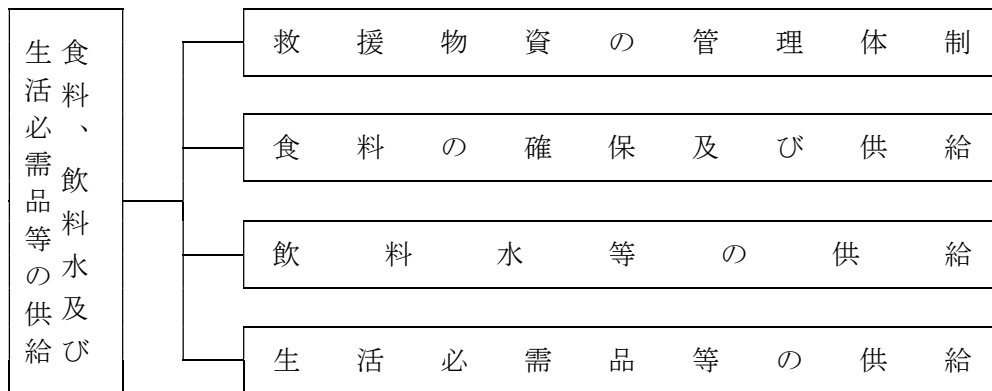 食料、飲料水及び
生活必需品等の供給
救援物資の管理体制
食料の確保及び供給
飲料水等の供給
生活必需品等の供給